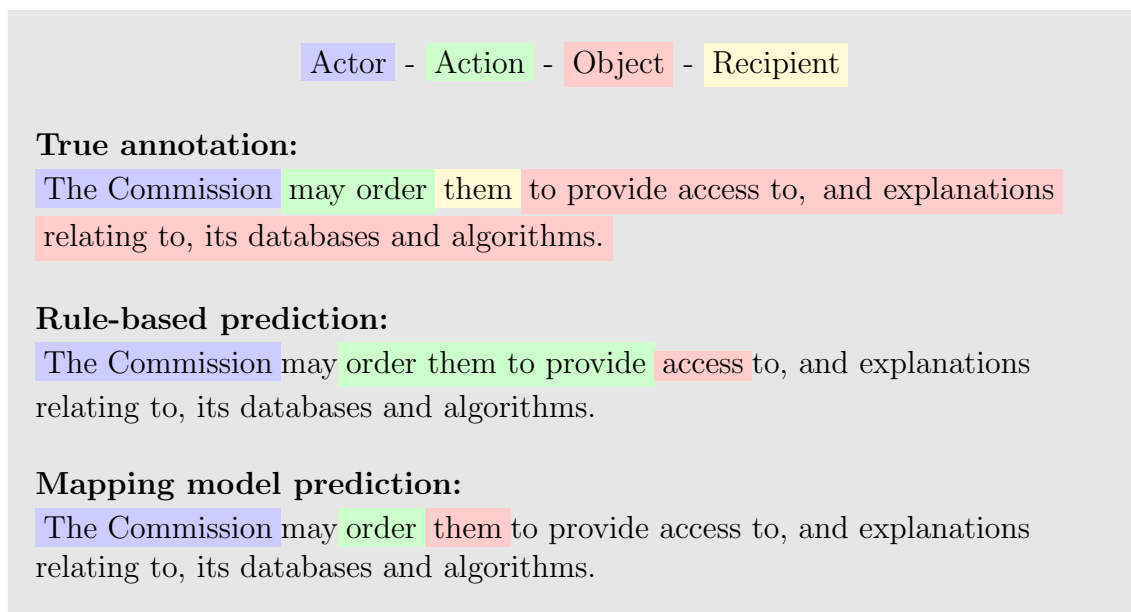 Actor - Action - Object - Recipient
True annotation:
The Commission may order them to provide access to, and explanations
relating to, its databases and algorithms.
Rule-based prediction:
The Commission may order them to provide access to, and explanations
relating to, its databases and algorithms.
Mapping model prediction:
The Commission may order them to provide access to, and explanations
relating to, its databases and algorithms.